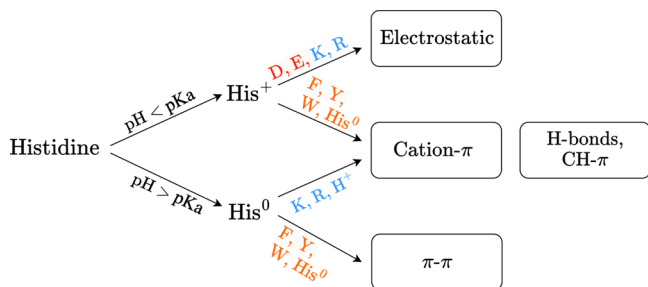 Histidine
pH < pKa
pH > pKa
His⁺
His⁰
D, E, K, R
F, Y,
W, His⁰
K, R, H⁺
F, Y,
W, His⁰
Electrostatic
Cation-π
π-π
H-bonds,
CH-π